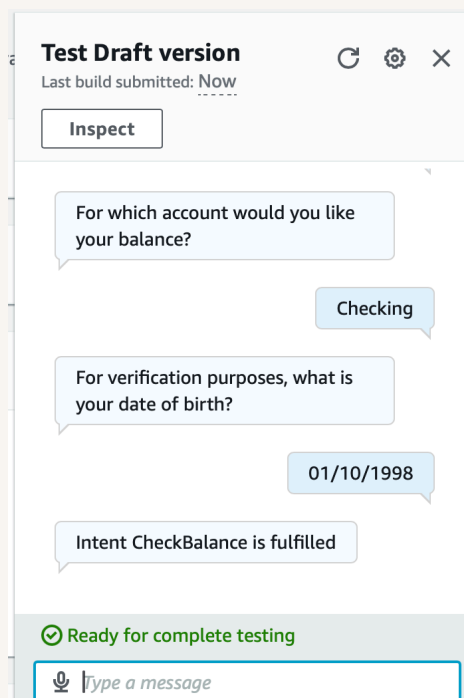 Test Draft version
Last build submitted: Now
Inspect
For which account would you like
your balance?
Checking
For verification purposes, what is
your date of birth?
01/10/1998
Intent CheckBalance is fulfilled
Ready for complete testing
Type a message